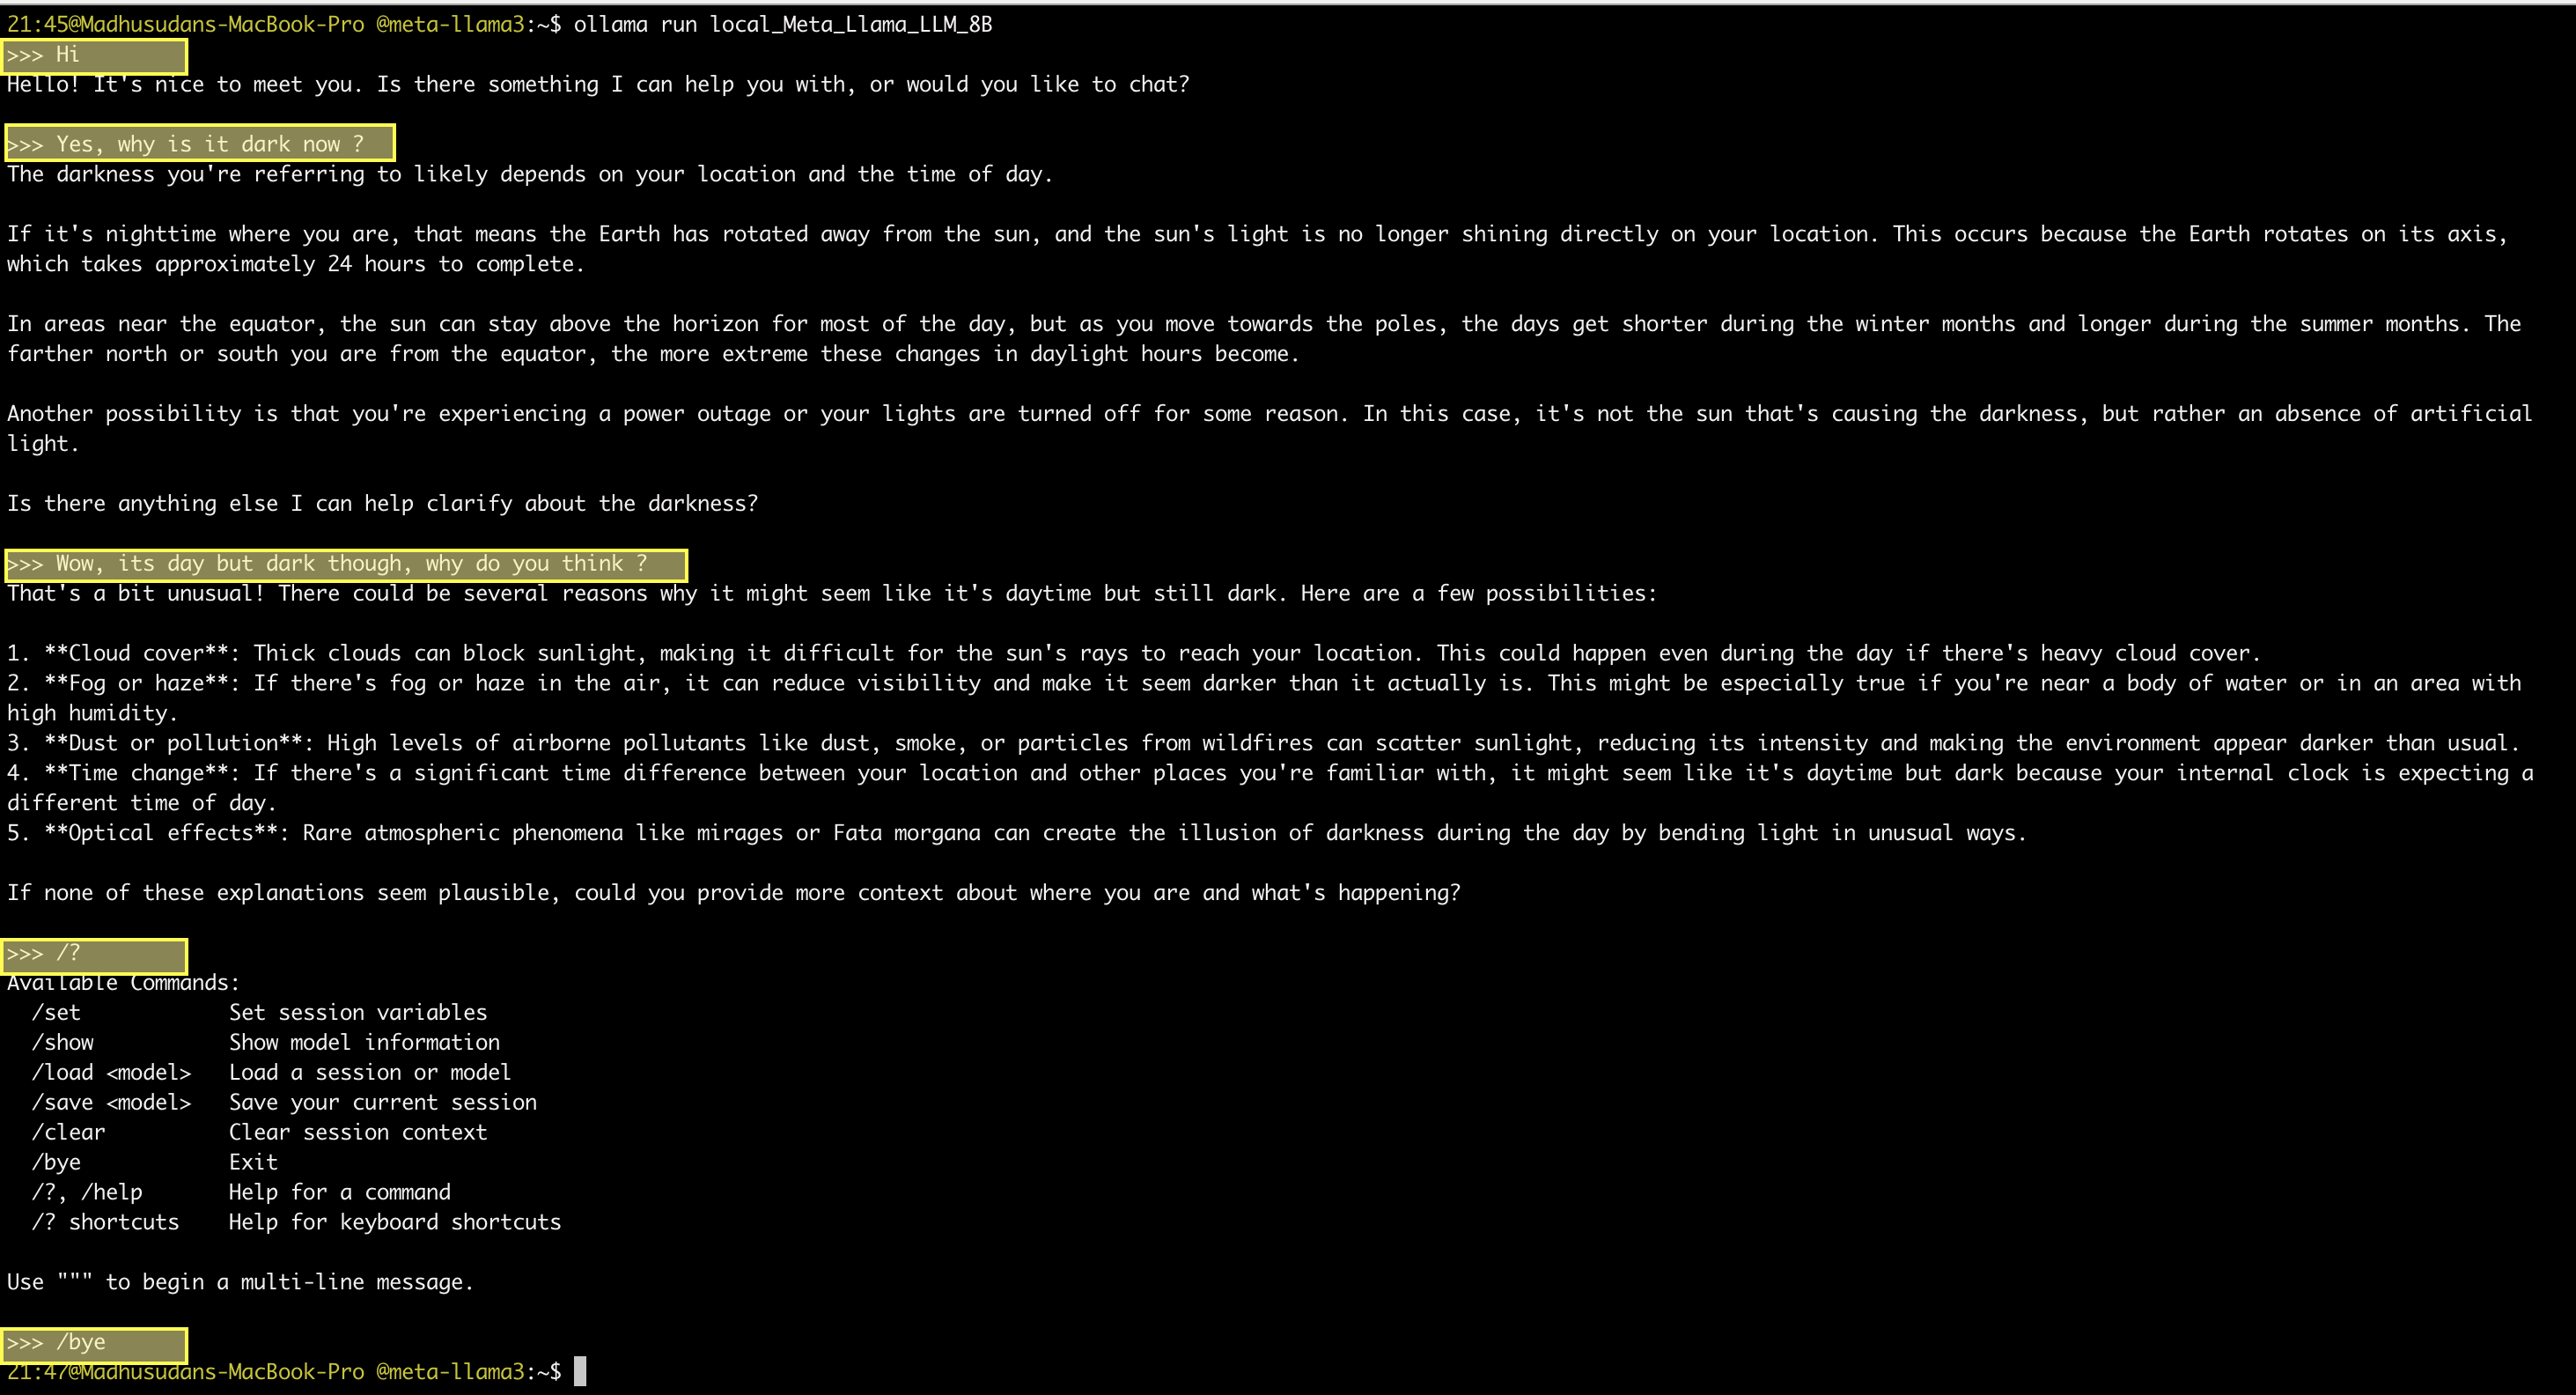 21:45@Madhusudans-MacBook-Pro @meta-llama3:~$ ollama run local_Meta_Llama_LLM_8B
>>> Hi
Hello! It's nice to meet you. Is there something I can help you with, or would you like to chat?
>>> Yes, why is it dark now ?
The darkness you're referring to likely depends on your location and the time of day.
If it's nighttime where you are, that means the Earth has rotated away from the sun, and the sun's light is no longer shining directly on your location. This occurs because the Earth rotates on its axis,
which takes approximately 24 hours to complete.
In areas near the equator, the sun can stay above the horizon for most of the day, but as you move towards the poles, the days get shorter during the winter months and longer during the summer months. The
farther north or south you are from the equator, the more extreme these changes in daylight hours become.
Another possibility is that you're experiencing a power outage or your lights are turned off for some reason. In this case, it's not the sun that's causing the darkness, but rather an absence of artificial
light.
Is there anything else I can help clarify about the darkness?
>>> Wow, its day but dark though, why do you think ?
That's a bit unusual! There could be several reasons why it might seem like it's daytime but still dark. Here are a few possibilities:
1. **Cloud cover**: Thick clouds can block sunlight, making it difficult for the sun's rays to reach your location. This could happen even during the day if there's heavy cloud cover.
2. **Fog or haze**: If there's fog or haze in the air, it can reduce visibility and make it seem darker than it actually is. This might be especially true if you're near a body of water or in an area with
high humidity.
3. **Dust or pollution**: High levels of airborne pollutants like dust, smoke, or particles from wildfires can scatter sunlight, reducing its intensity and making the environment appear darker than usual.
4. **Time change**: If there's a significant time difference between your location and other places you're familiar with, it might seem like it's daytime but dark because your internal clock is expecting a
different time of day.
5. **Optical effects**: Rare atmospheric phenomena like mirages or Fata morgana can create the illusion of darkness during the day by bending light in unusual ways.
If none of these explanations seem plausible, could you provide more context about where you are and what's happening?
>>> /?
Available Commands:
/set Set session variables
/show Show model information
/load <model> Load a session or model
/save <model> Save your current session
/clear Clear session context
/bye Exit
/?, /help Help for a command
/? shortcuts Help for keyboard shortcuts
Use """ to begin a multi-line message.
>>> /bye
21:47@Madhusudans-MacBook-Pro @meta-llama3:~$